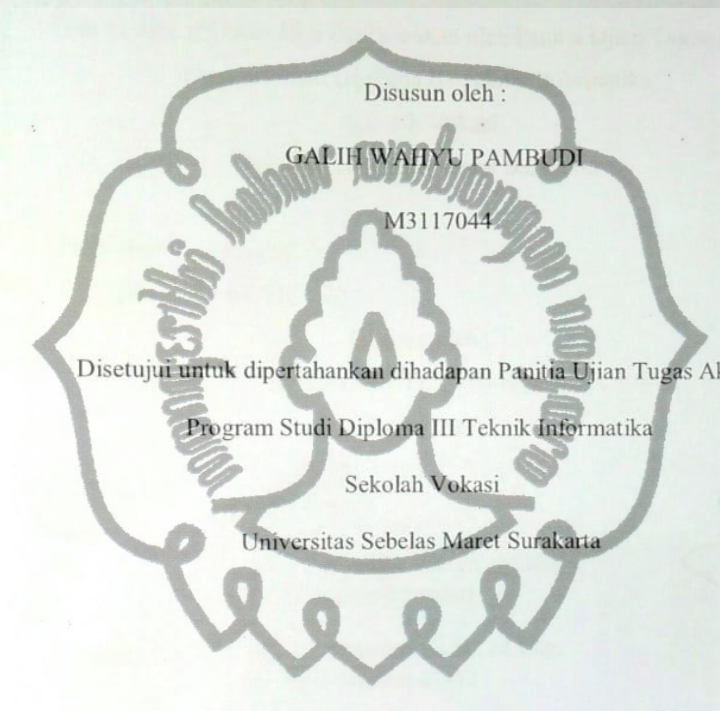 Disusun oleh :
GALIH WAHYU PAMBUDI
M3117044
Disetujui untuk dipertahankan dihadapan Panitia Ujian Tugas Ak
Program Studi Diploma III Teknik Informatika
Sekolah Vokasi
Universitas Sebelas Maret Surakarta